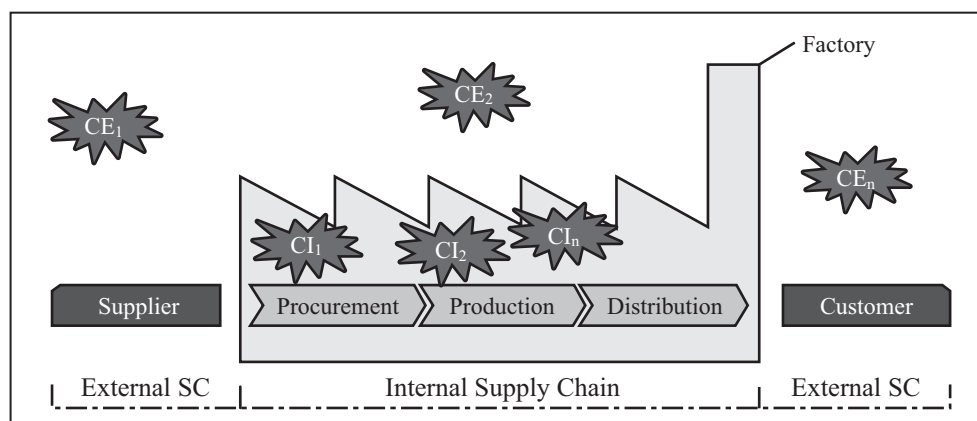 Factory
CE₂
CE₁
CEₙ
CI₁
CI₂
CIₙ
Supplier
Procurement
Production
Distribution
Customer
External SC
Internal Supply Chain
External SC